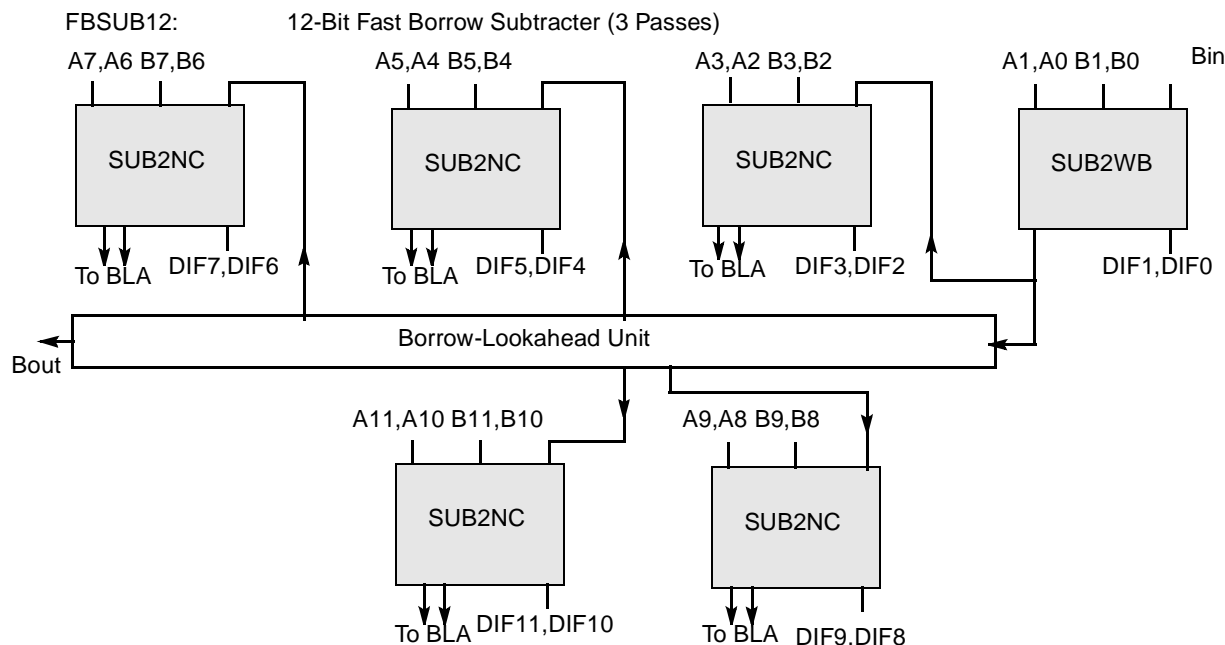 FBSUB12: 12-Bit Fast Borrow Subtracter (3 Passes)
A7,A6 B7,B6 A5,A4 B5,B4 A3,A2 B3,B2 A1,A0 B1,B0 Bin
SUB2NC SUB2NC SUB2NC SUB2WB
To BLA DIF7,DIF6 To BLA DIF5,DIF4 To BLA DIF3,DIF2 DIF1,DIF0
Borrow-Lookahead Unit
Bout
A11,A10 B11,B10 A9,A8 B9,B8
SUB2NC SUB2NC
To BLA DIF11,DIF10 To BLA DIF9,DIF8